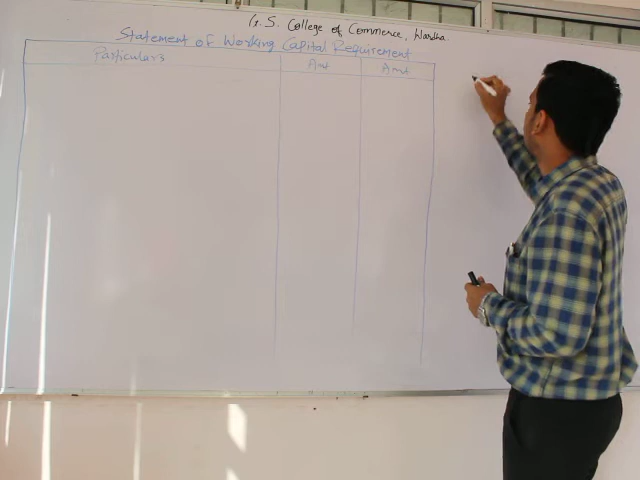 G.S. College of Commerce, Wardha.
Statement of Working Capital Requirement
Particulars Amt Amt